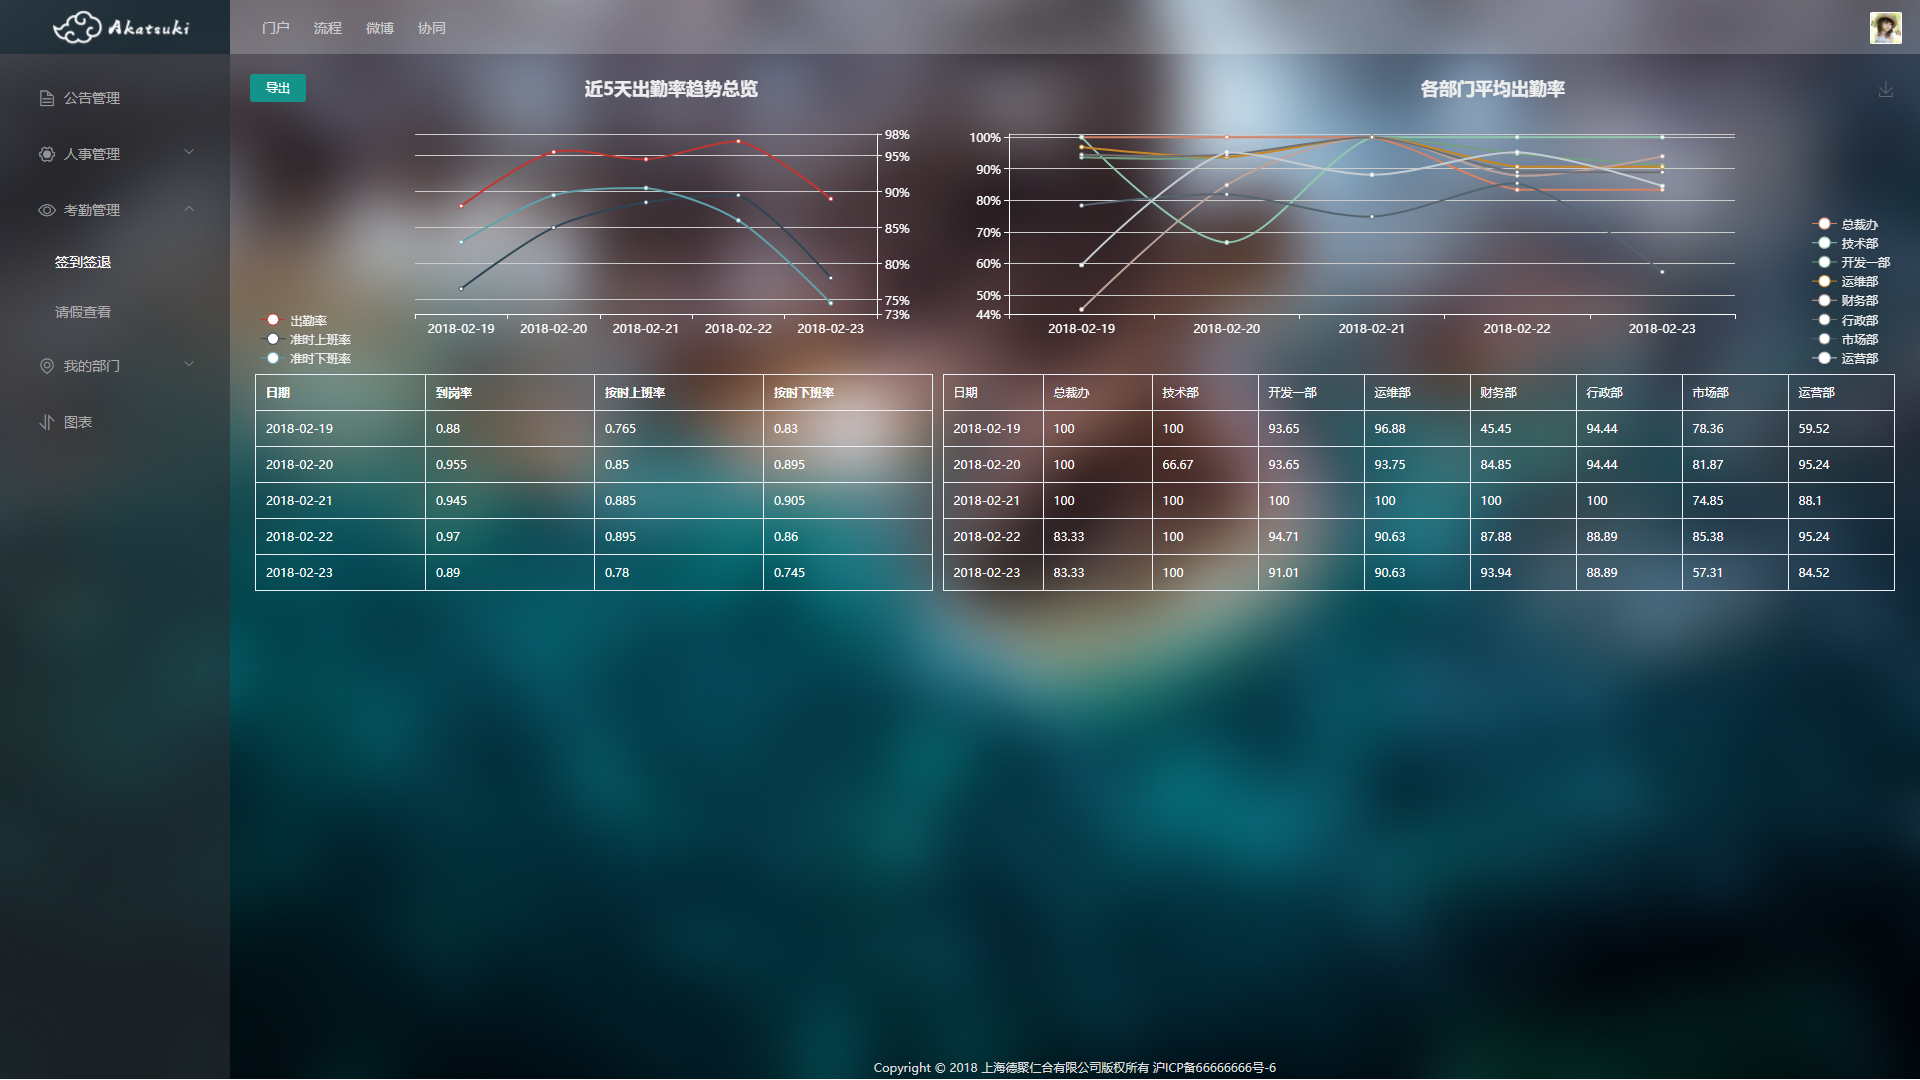 Akatsuki
门户 流程 微博 协同
公告管理
人事管理
考勤管理
签到签退
请假查看
我的部门
图表
导出
近5天出勤率趋势总览
98%
95%
90%
85%
80%
75%
73%
2018-02-19 2018-02-20 2018-02-21 2018-02-22 2018-02-23
出勤率
准时上班率
准时下班率
各部门平均出勤率
100%
90%
80%
70%
60%
50%
44%
2018-02-19 2018-02-20 2018-02-21 2018-02-22 2018-02-23
总裁办
技术部
开发一部
运维部
财务部
行政部
市场部
运营部
日期 到岗率 按时上班率 按时下班率
2018-02-19 0.88 0.765 0.83
2018-02-20 0.955 0.85 0.895
2018-02-21 0.945 0.885 0.905
2018-02-22 0.97 0.895 0.86
2018-02-23 0.89 0.78 0.745
日期 总裁办 技术部 开发一部 运维部 财务部 行政部 市场部 运营部
2018-02-19 100 100 93.65 96.88 45.45 94.44 78.36 59.52
2018-02-20 100 66.67 93.65 93.75 84.85 94.44 81.87 95.24
2018-02-21 100 100 100 100 100 100 74.85 88.1
2018-02-22 83.33 100 94.71 90.63 87.88 88.89 85.38 95.24
2018-02-23 83.33 100 91.01 90.63 93.94 88.89 57.31 84.52
Copyright © 2018 上海德聚仁合有限公司版权所有 沪ICP备66666666号-6